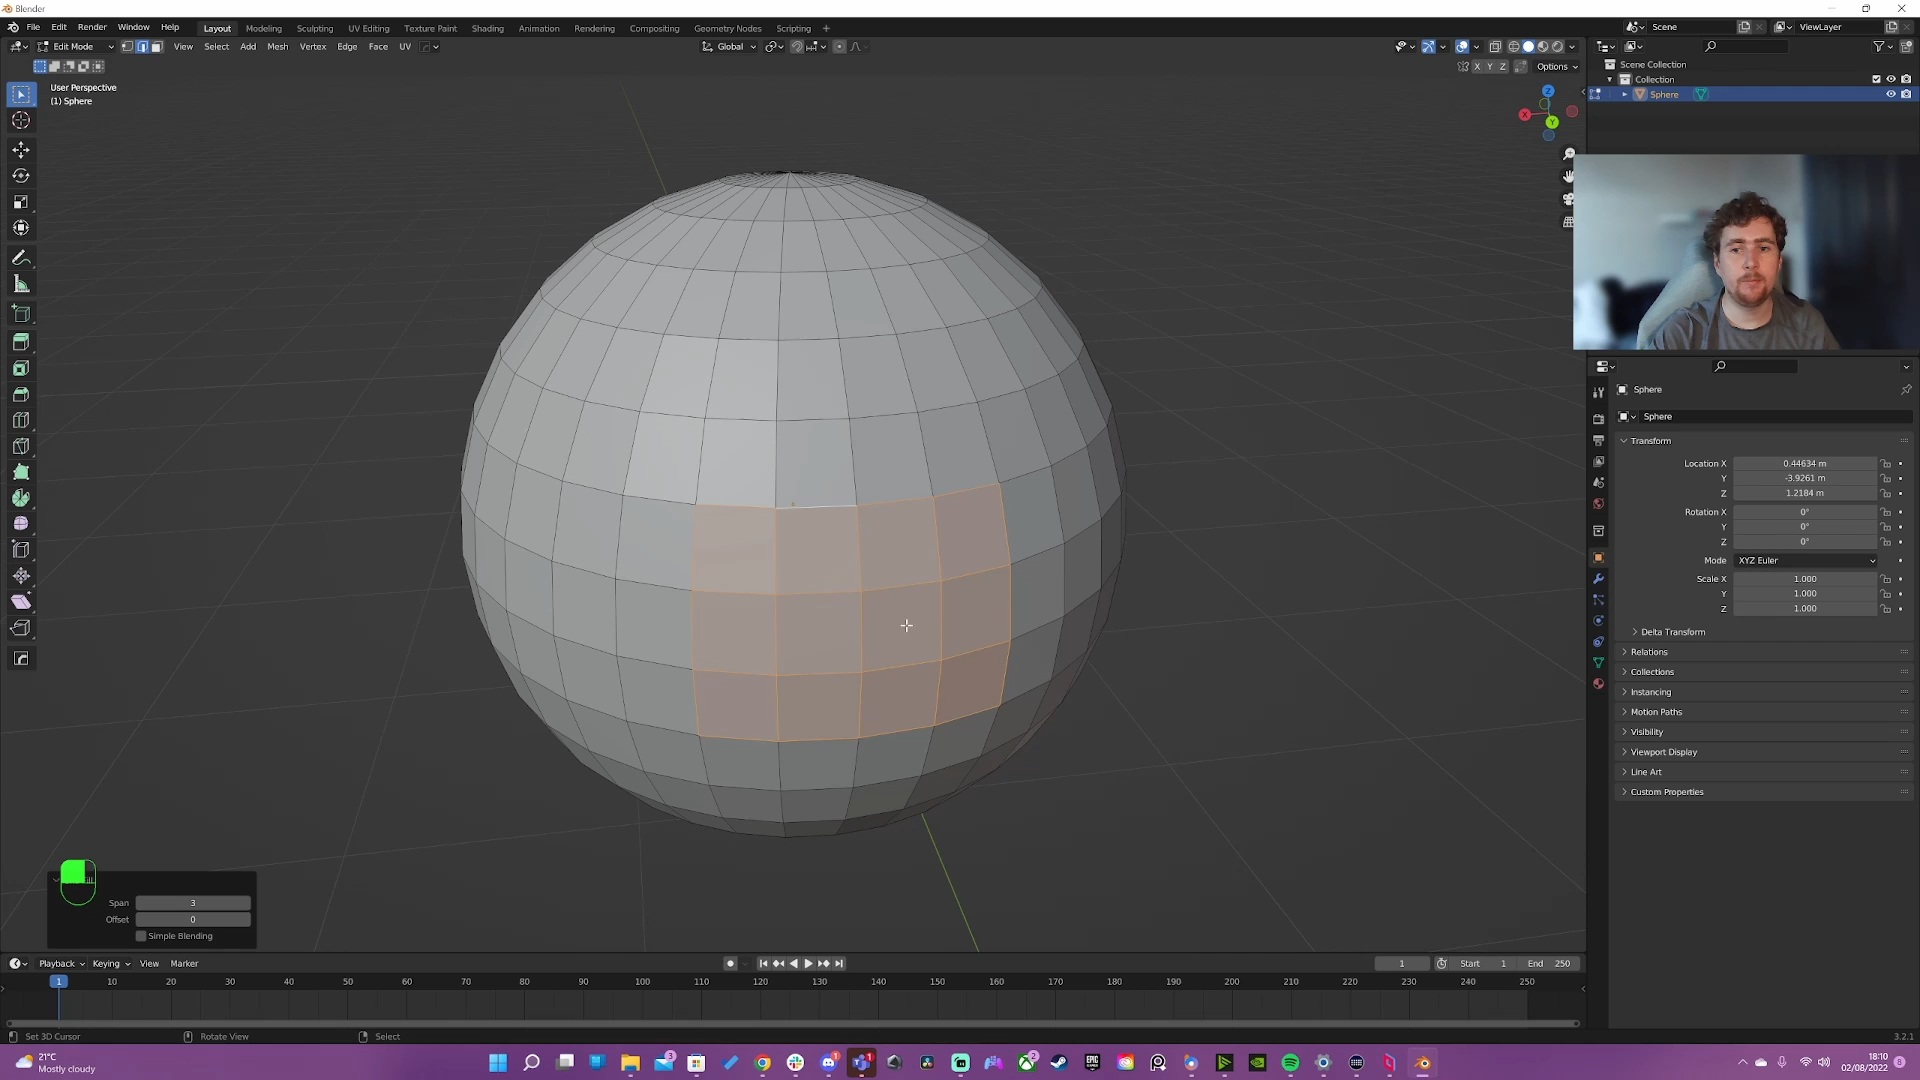 Blender
File Edit Render Window Help Layout Modeling Sculpting UV Editing Texture Paint Shading Animation Rendering Compositing Geometry Nodes Scripting + Scene ViewLayer
Edit Mode View Select Add Mesh Vertex Edge Face UV Global
X Y Z Options
User Perspective
(1) Sphere
Z
X
Y
Scene Collection
Collection
Sphere
Sphere
Sphere
Transform
Location X 0.44634 m
Y -3.9261 m
Z 1.2184 m
Rotation X 0°
Y 0°
Z 0°
Mode XYZ Euler
Scale X 1.000
Y 1.000
Z 1.000
Delta Transform
Relations
Collections
Instancing
Motion Paths
Visibility
Viewport Display
Line Art
Custom Properties
Span 3
Offset 0
Simple Blending
Playback Keying View Marker 1 Start 1 End 250
1 10 20 30 40 50 60 70 80 90 100 110 120 130 140 150 160 170 180 190 200 210 220 230 240 250
Set 3D Cursor Rotate View Select 3.2.1
21°C
Mostly cloudy
18:10
02/08/2022